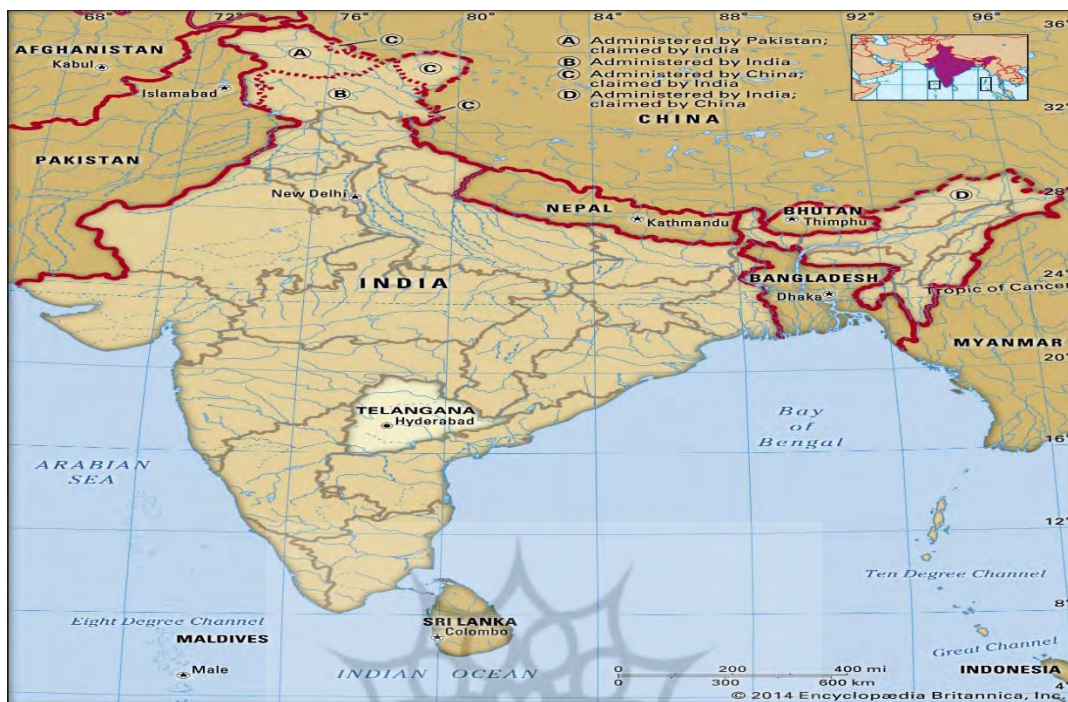 68°
72°
76°
80°
84°
88°
92°
96°
36°
AFGHANISTAN
Kabul
Islamabad
A
C
C
B
C
A Administered by Pakistan;
claimed by India
B Administered by India
C Administered by China;
claimed by India
D Administered by India;
claimed by China
32°
CHINA
PAKISTAN
New Delhi
NEPAL
Kathmandu
BHUTAN
Thimphu
D
28°
INDIA
BANGLADESH
Dhaka
24°
Tropic of Cancer
MYANMAR
20°
TELANGANA
Hyderabad
Bay
of
Bengal
16°
ARABIAN
SEA
12°
Ten Degree Channel
Eight Degree Channel
8°
MALDIVES
Male
SRI LANKA
Colombo
Great Channel
INDIAN OCEAN
INDONESIA
4°
0 200 400 mi
0 300 600 km
© 2014 Encyclopædia Britannica, Inc.